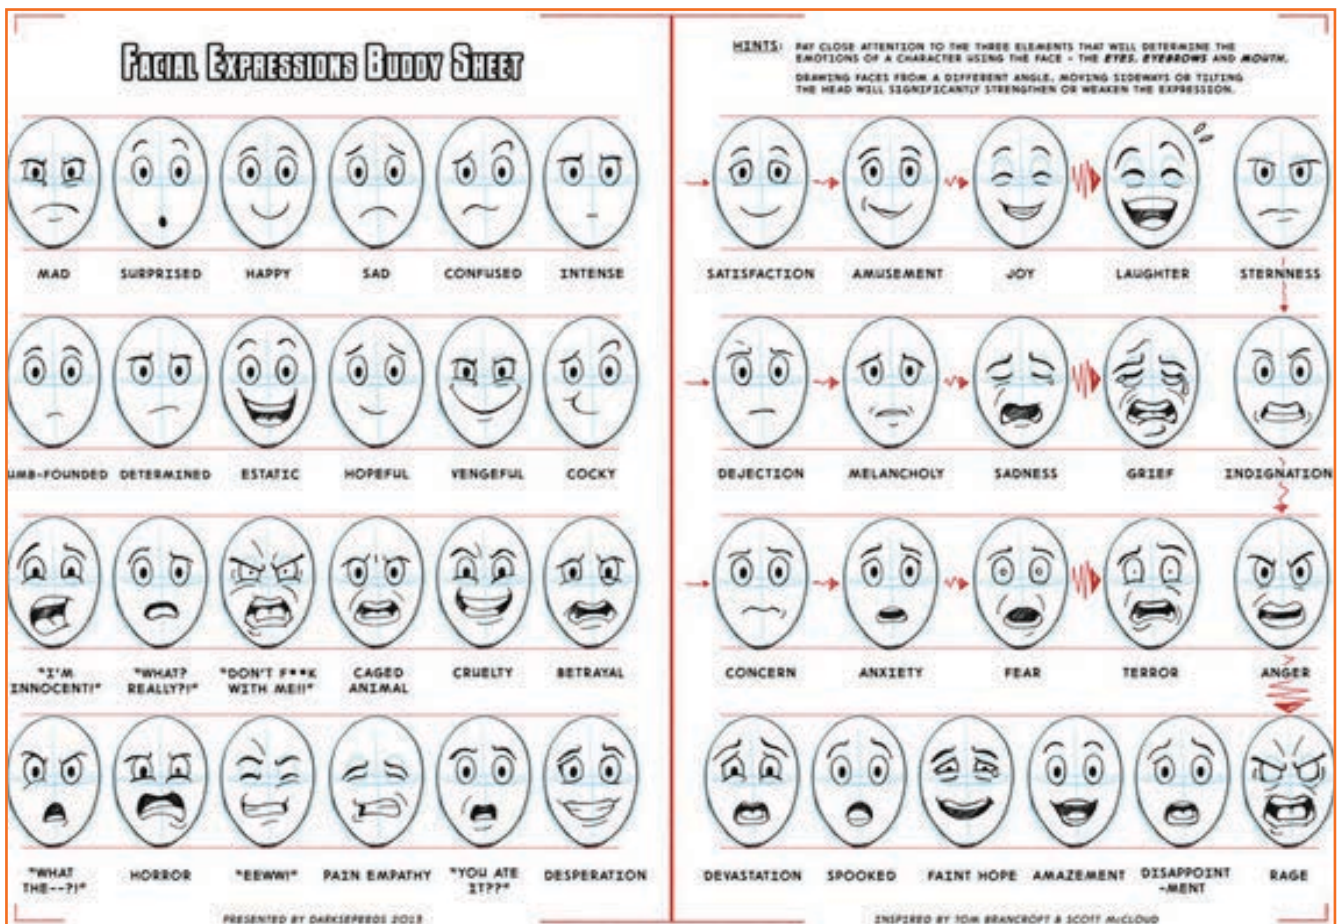 FACIAL EXPRESSIONS BUDDY SHEET
MAD SURPRISED HAPPY SAD CONFUSED INTENSE
UMB-FOUNDED DETERMINED ESTATIC HOPEFUL VENGEFUL COCKY
"I'M INNOCENT!" "WHAT? REALLY?!" "DON'T F**K WITH ME!!" CAGED ANIMAL CRUELTY BETRAYAL
"WHAT THE--?!" HORROR "EEWW!" PAIN EMPATHY "YOU ATE IT??" DESPERATION
PRESENTED BY DARKSPEEDS 2013
HINTS: PAY CLOSE ATTENTION TO THE THREE ELEMENTS THAT WILL DETERMINE THE
EMOTIONS OF A CHARACTER USING THE FACE - THE EYES, EYEBROWS AND MOUTH.
DRAWING FACES FROM A DIFFERENT ANGLE, MOVING SIDEWAYS OR TILTING
THE HEAD WILL SIGNIFICANTLY STRENGTHEN OR WEAKEN THE EXPRESSION.
SATISFACTION AMUSEMENT JOY LAUGHTER STERNNESS
DEJECTION MELANCHOLY SADNESS GRIEF INDIGNATION
CONCERN ANXIETY FEAR TERROR ANGER
DEVASTATION SPOOKED FAINT HOPE AMAZEMENT DISAPPOINT-MENT RAGE
INSPIRED BY TOM BRANCROFT & SCOTT McCLOUD